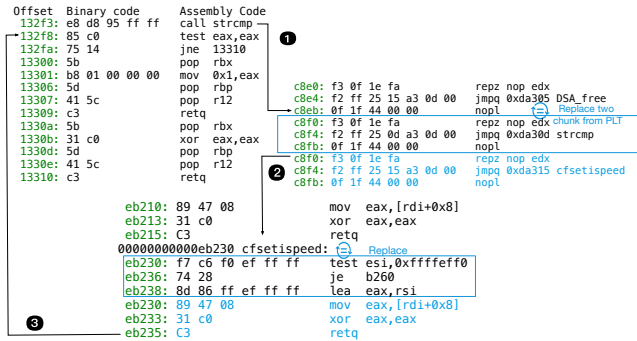 Offset Binary code Assembly Code
132f3: e8 d8 95 ff ff call strcmp
132f8: 85 c0 test eax,eax
132fa: 75 14 jne 13310
13300: 5b pop rbx
13301: b8 01 00 00 00 mov 0x1,eax
13306: 5d pop rbp
13307: 41 5c pop r12
13309: c3 retq
1330a: 5b pop rbx
1330b: 31 c0 xor eax,eax
1330d: 5d pop rbp
1330e: 41 5c pop r12
13310: c3 retq
1
c8e0: f3 0f 1e fa repz nop edx
c8e4: f2 ff 25 15 a3 0d 00 jmpq 0xda305 DSA_free
c8eb: 0f 1f 44 00 00 nopl
Replace two
chunk from PLT
c8f0: f3 0f 1e fa repz nop edx
c8f4: f2 ff 25 0d a3 0d 00 jmpq 0xda30d strcmp
c8fb: 0f 1f 44 00 00 nopl
c8f0: f3 0f 1e fa repz nop edx
c8f4: f2 ff 25 15 a3 0d 00 jmpq 0xda315 cfsetispeed
c8fb: 0f 1f 44 00 00 nopl
2
eb210: 89 47 08 mov eax,[rdi+0x8]
eb213: 31 c0 xor eax,eax
eb215: C3 retq
00000000000eb230 cfsetispeed: Replace
eb230: f7 c6 f0 ef ff ff test esi,0xffffeff0
eb236: 74 28 je b260
eb238: 8d 86 ff ef ff ff lea eax,rsi
eb230: 89 47 08 mov eax,[rdi+0x8]
eb233: 31 c0 xor eax,eax
eb235: C3 retq
3